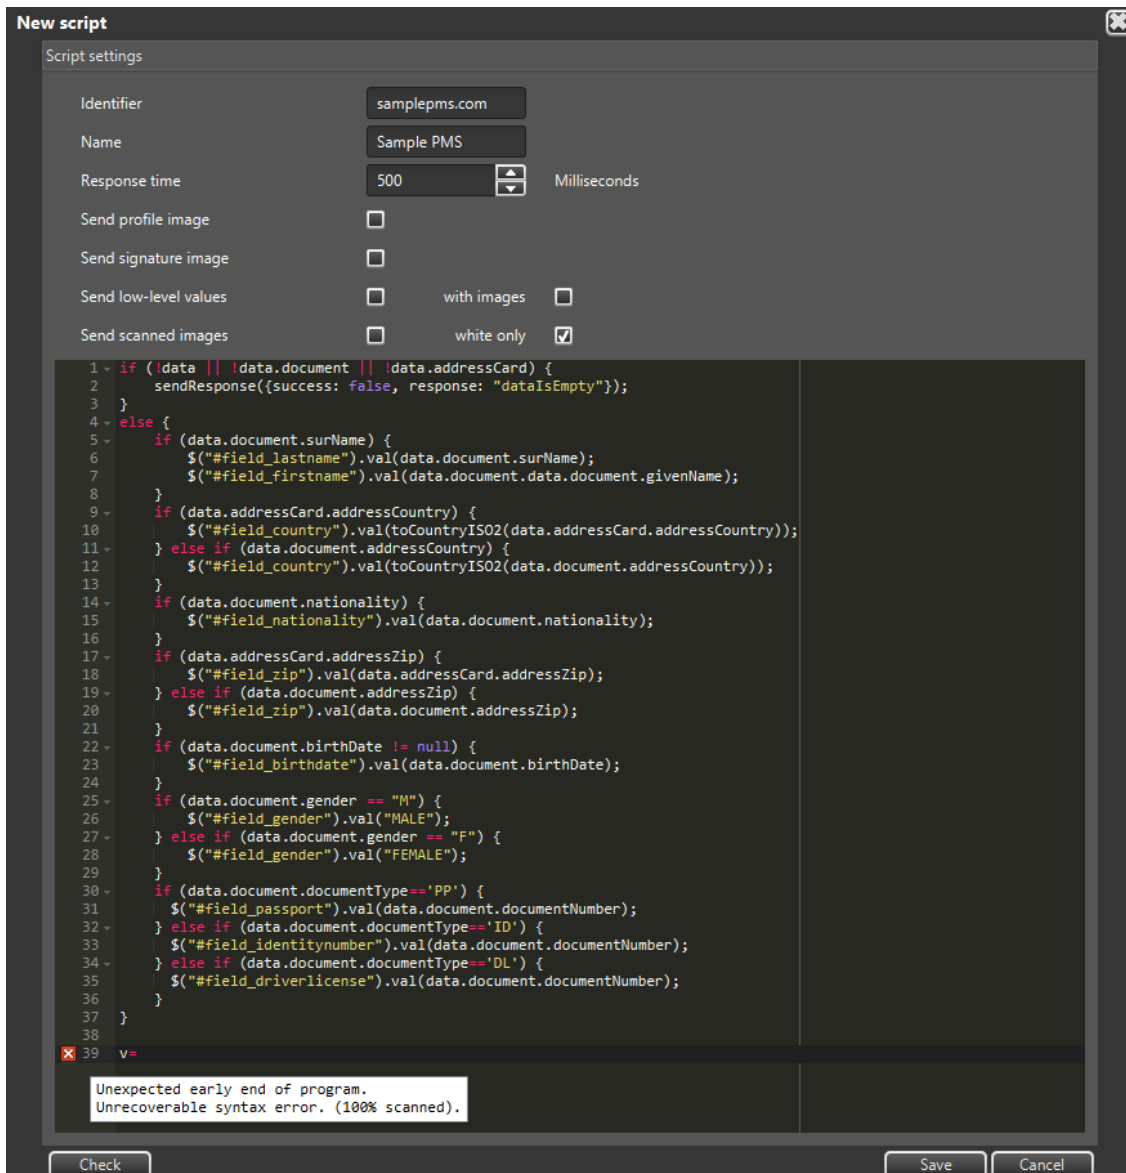 New script
Script settings
Identifier samplepms.com
Name Sample PMS
Response time 500 Milliseconds
Send profile image
Send signature image
Send low-level values with images
Send scanned images white only
1 if (!data || !data.document || !data.addressCard) {
2 sendResponse({success: false, response: "dataIsEmpty"});
3 }
4 else {
5 if (data.document.surName) {
6 $("#field_lastname").val(data.document.surName);
7 $("#field_firstname").val(data.document.data.document.givenName);
8 }
9 if (data.addressCard.addressCountry) {
10 $("#field_country").val(toCountryISO2(data.addressCard.addressCountry));
11 } else if (data.document.addressCountry) {
12 $("#field_country").val(toCountryISO2(data.document.addressCountry));
13 }
14 if (data.document.nationality) {
15 $("#field_nationality").val(data.document.nationality);
16 }
17 if (data.addressCard.addressZip) {
18 $("#field_zip").val(data.addressCard.addressZip);
19 } else if (data.document.addressZip) {
20 $("#field_zip").val(data.document.addressZip);
21 }
22 if (data.document.birthDate != null) {
23 $("#field_birthdate").val(data.document.birthDate);
24 }
25 if (data.document.gender == "M") {
26 $("#field_gender").val("MALE");
27 } else if (data.document.gender == "F") {
28 $("#field_gender").val("FEMALE");
29 }
30 if (data.document.documentType=='PP') {
31 $("#field_passport").val(data.document.documentNumber);
32 } else if (data.document.documentType=='ID') {
33 $("#field_identitynumber").val(data.document.documentNumber);
34 } else if (data.document.documentType=='DL') {
35 $("#field_driverlicense").val(data.document.documentNumber);
36 }
37 }
38
39 v=
Unexpected early end of program.
Unrecoverable syntax error. (100% scanned).
Check Save Cancel